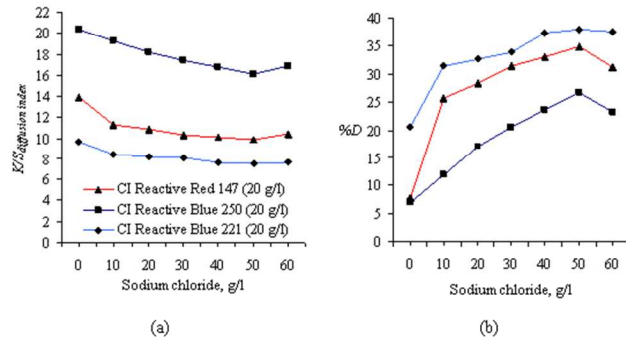 K/S diffusion index
22
20
18
16
14
12
10
8
6
4
2
0
CI Reactive Red 147 (20 g/l)
CI Reactive Blue 250 (20 g/l)
CI Reactive Blue 221 (20 g/l)
0 10 20 30 40 50 60
Sodium chloride, g/l
(a)
%D
40
35
30
25
20
15
10
5
0
0 10 20 30 40 50 60
Sodium chloride, g/l
(b)